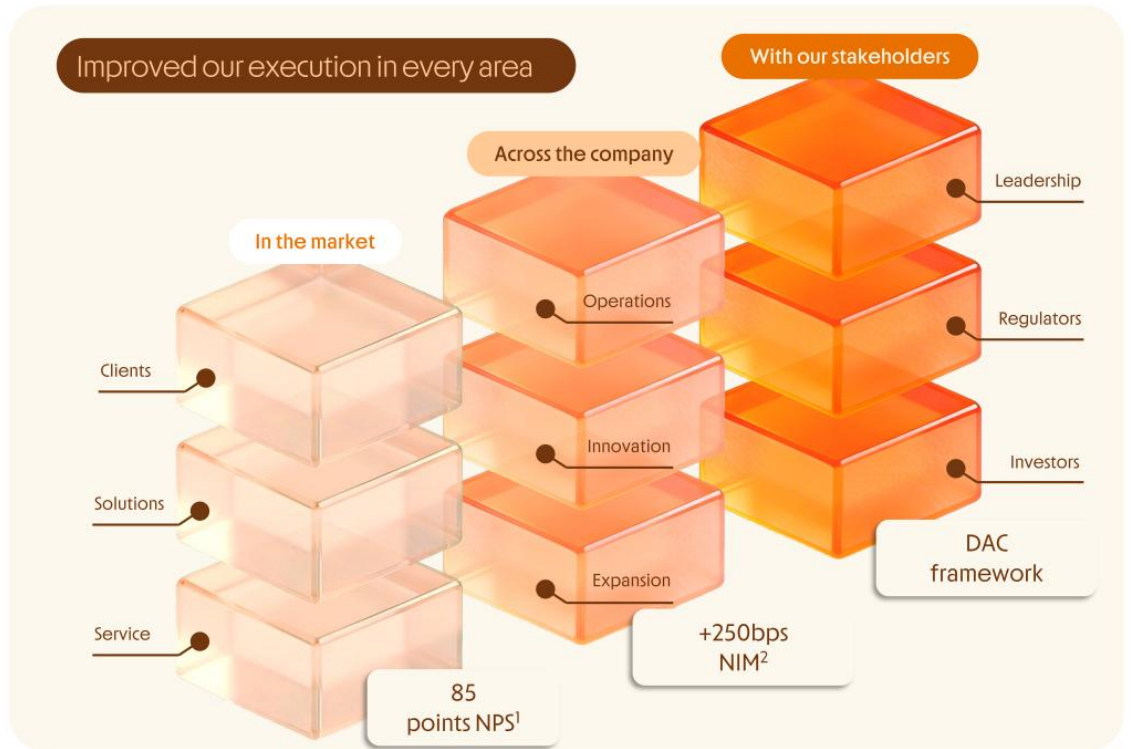 Improved our execution in every area
In the market
Clients
Solutions
Service
85
points NPS¹
Across the company
Operations
Innovation
Expansion
+250bps
NIM²
With our stakeholders
Leadership
Regulators
Investors
DAC
framework